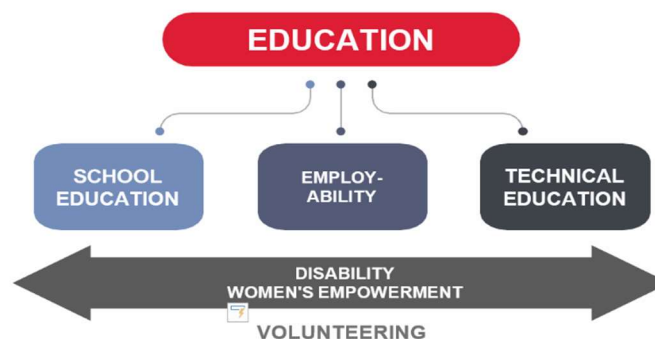 EDUCATION
SCHOOL
EDUCATION
EMPLOY-
ABILITY
TECHNICAL
EDUCATION
DISABILITY
WOMEN'S EMPOWERMENT
VOLUNTEERING